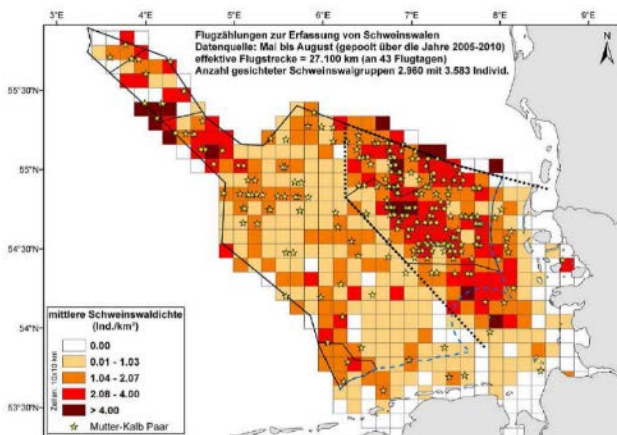 3°E 4°E 5°E 6°E 7°E 8°E 9°E
Flugzählungen zur Erfassung von Schweinswalen
Datenquelle: Mai bis August (gepoolt über die Jahre 2005-2010)
effektive Flugstrecke = 27.100 km (an 43 Flugtagen)
Anzahl gesichteter Schweinswalgruppen 2.960 mit 3.583 Individ.
N
55°30'
55°N
54°30'
54°N
53°30'
mittlere Schweinswaldichte
(Ind./km²)
Zellen: 10x10 km
0.00
0.01 - 1.03
1.04 - 2.07
2.08 - 4.00
> 4.00
Mutter-Kalb Paar